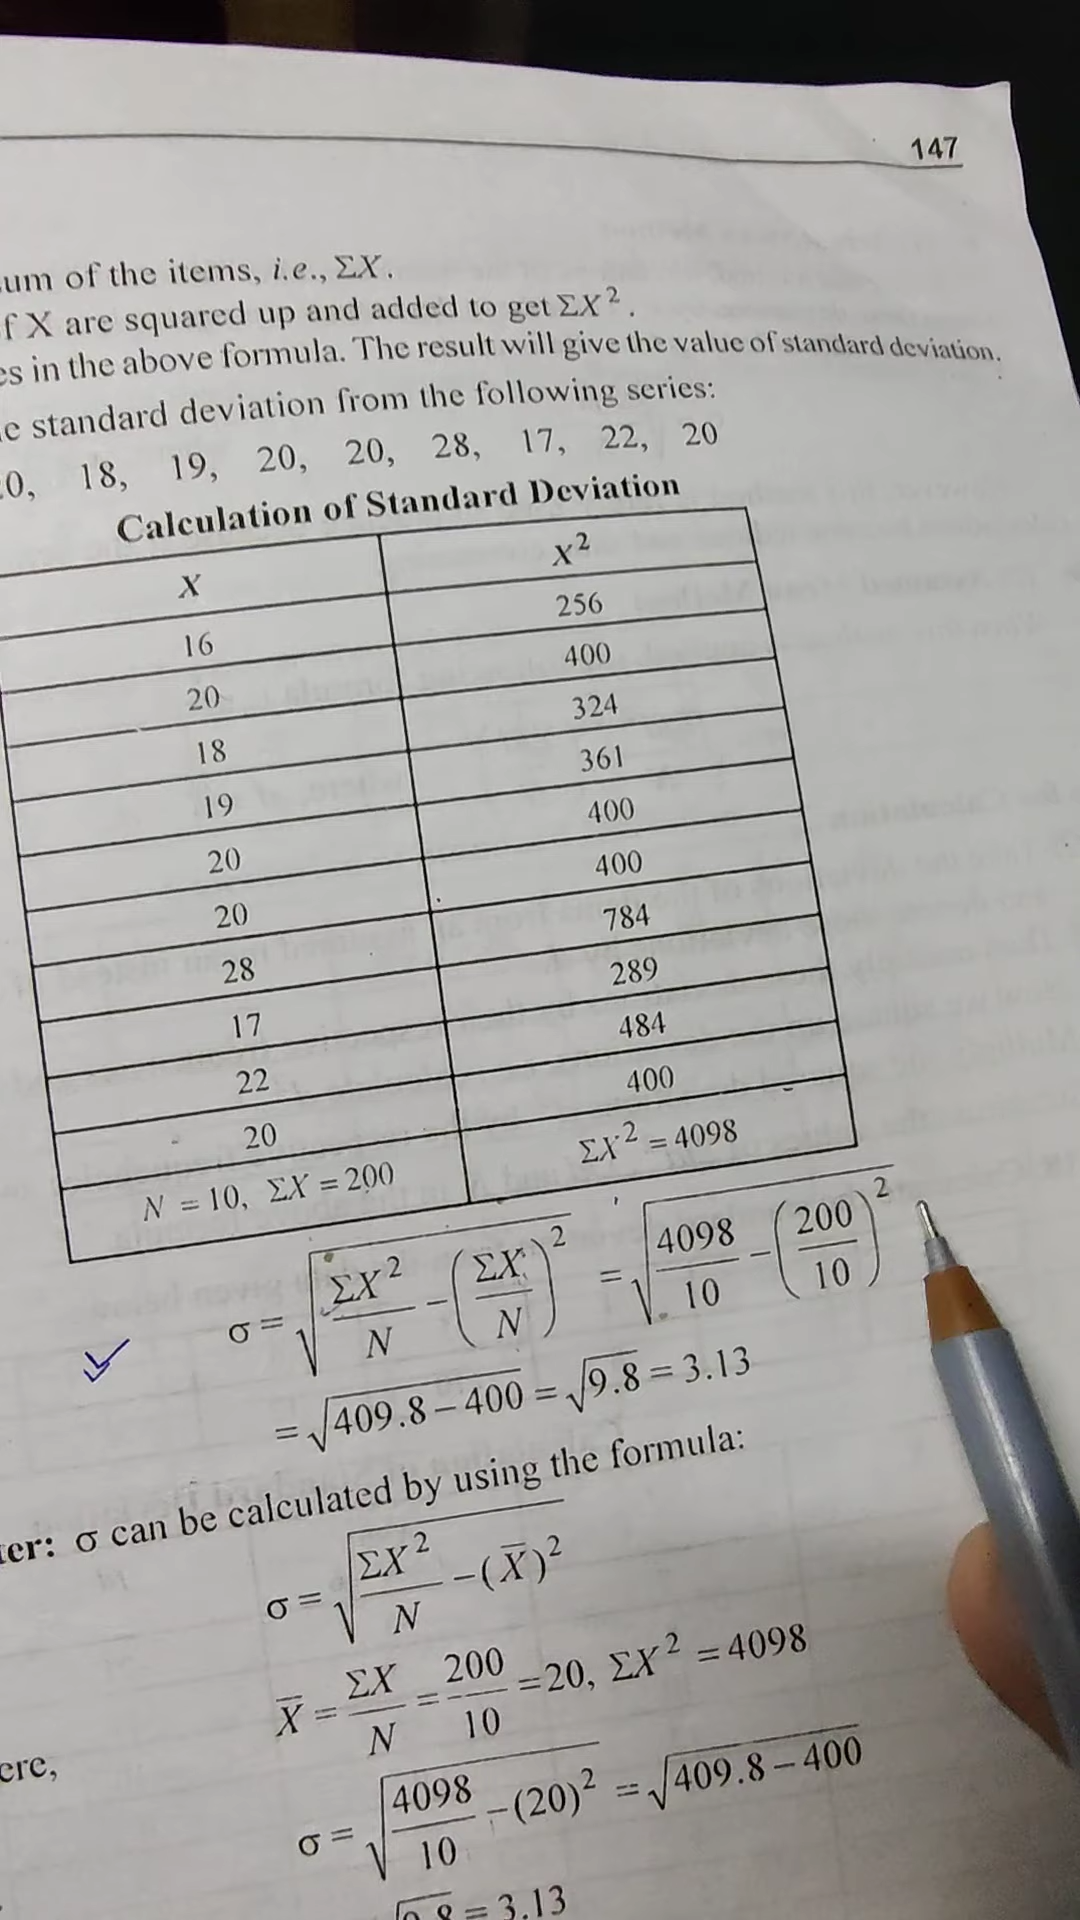 147
um of the items, i.e., ΣX.
f X are squared up and added to get ΣX².
es in the above formula. The result will give the value of standard deviation.
e standard deviation from the following series:
0, 18, 19, 20, 20, 28, 17, 22, 20
Calculation of Standard Deviation
X X²
16 256
20 400
18 324
19 361
20 400
20 400
28 784
17 289
22 484
20 400
N = 10, ΣX = 200 ΣX² = 4098
σ = √(ΣX²/N − (ΣX/N)²) = √(4098/10 − (200/10)²)
= √(409.8 − 400) = √9.8 = 3.13
ter: σ can be calculated by using the formula:
σ = √(ΣX²/N − (X̄)²)
X̄ = ΣX/N = 200/10 = 20, ΣX² = 4098
ere,
σ = √(4098/10 − (20)²) = √(409.8 − 400)
√9.8 = 3.13